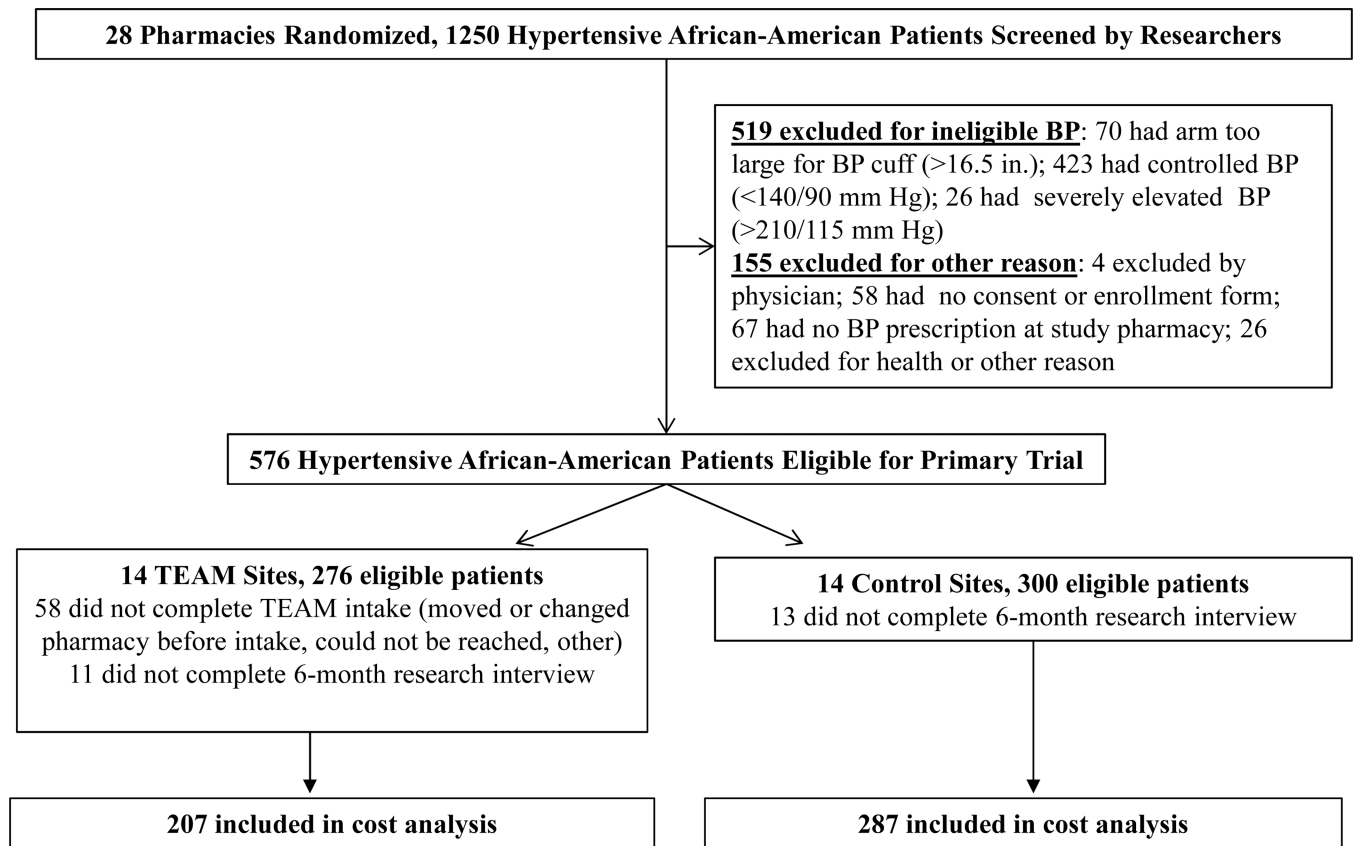 28 Pharmacies Randomized, 1250 Hypertensive African-American Patients Screened by Researchers
519 excluded for ineligible BP: 70 had arm too
large for BP cuff (>16.5 in.); 423 had controlled BP
(<140/90 mm Hg); 26 had severely elevated BP
(>210/115 mm Hg)
155 excluded for other reason: 4 excluded by
physician; 58 had no consent or enrollment form;
67 had no BP prescription at study pharmacy; 26
excluded for health or other reason
576 Hypertensive African-American Patients Eligible for Primary Trial
14 TEAM Sites, 276 eligible patients
58 did not complete TEAM intake (moved or changed
pharmacy before intake, could not be reached, other)
11 did not complete 6-month research interview
14 Control Sites, 300 eligible patients
13 did not complete 6-month research interview
207 included in cost analysis
287 included in cost analysis